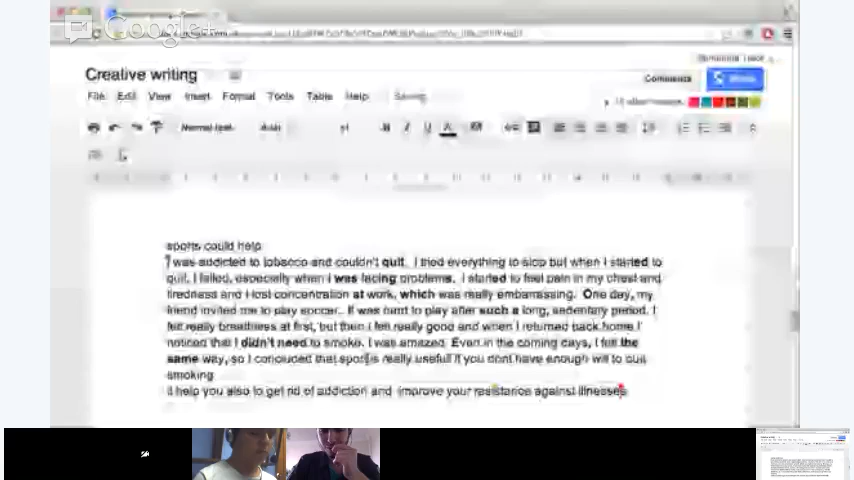 Google+
Creative writing
Comments
File Edit View Insert Format Tools Table Help Saving
Normal text
sports could help
I was addicted to tobacco and couldn't quit. I tried everything to stop but when I started to
quit, I failed, especially when I was facing problems. I started to feel pain in my chest and
tiredness and I lost concentration at work, which was really embarrassing. One day, my
friend invited me to play soccer. It was hard to play after such a long, sedentary period. I
felt really breathless at first, but then I felt really good and when I returned back home I
noticed that I didn't need to smoke. I was amazed. Even in the coming days, I felt the
same way, so I concluded that sport is really useful if you dont have enough will to quit
smoking
it help you also to get rid of addiction and improve your resistance against illnesses